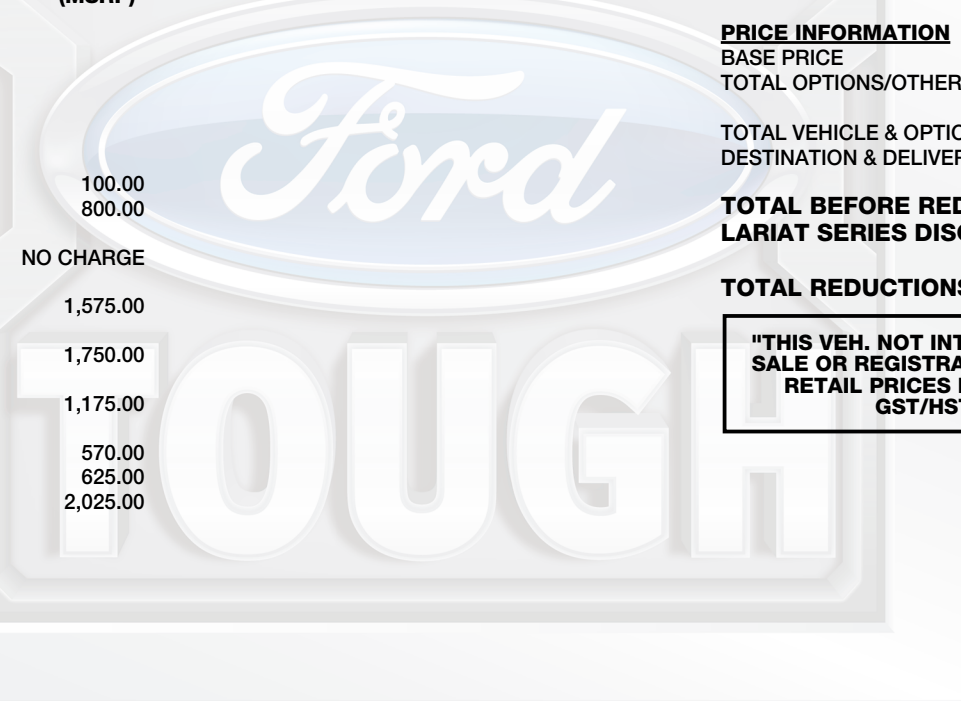 (MSRP)
100.00
800.00
NO CHARGE
1,575.00
1,750.00
1,175.00
570.00
625.00
2,025.00
Ford
TOUGH
PRICE INFORMATION
BASE PRICE
TOTAL OPTIONS/OTHER
TOTAL VEHICLE & OPTIO
DESTINATION & DELIVER
TOTAL BEFORE RED
LARIAT SERIES DISC
TOTAL REDUCTIONS
"THIS VEH. NOT INT
SALE OR REGISTRA
RETAIL PRICES
GST/HST